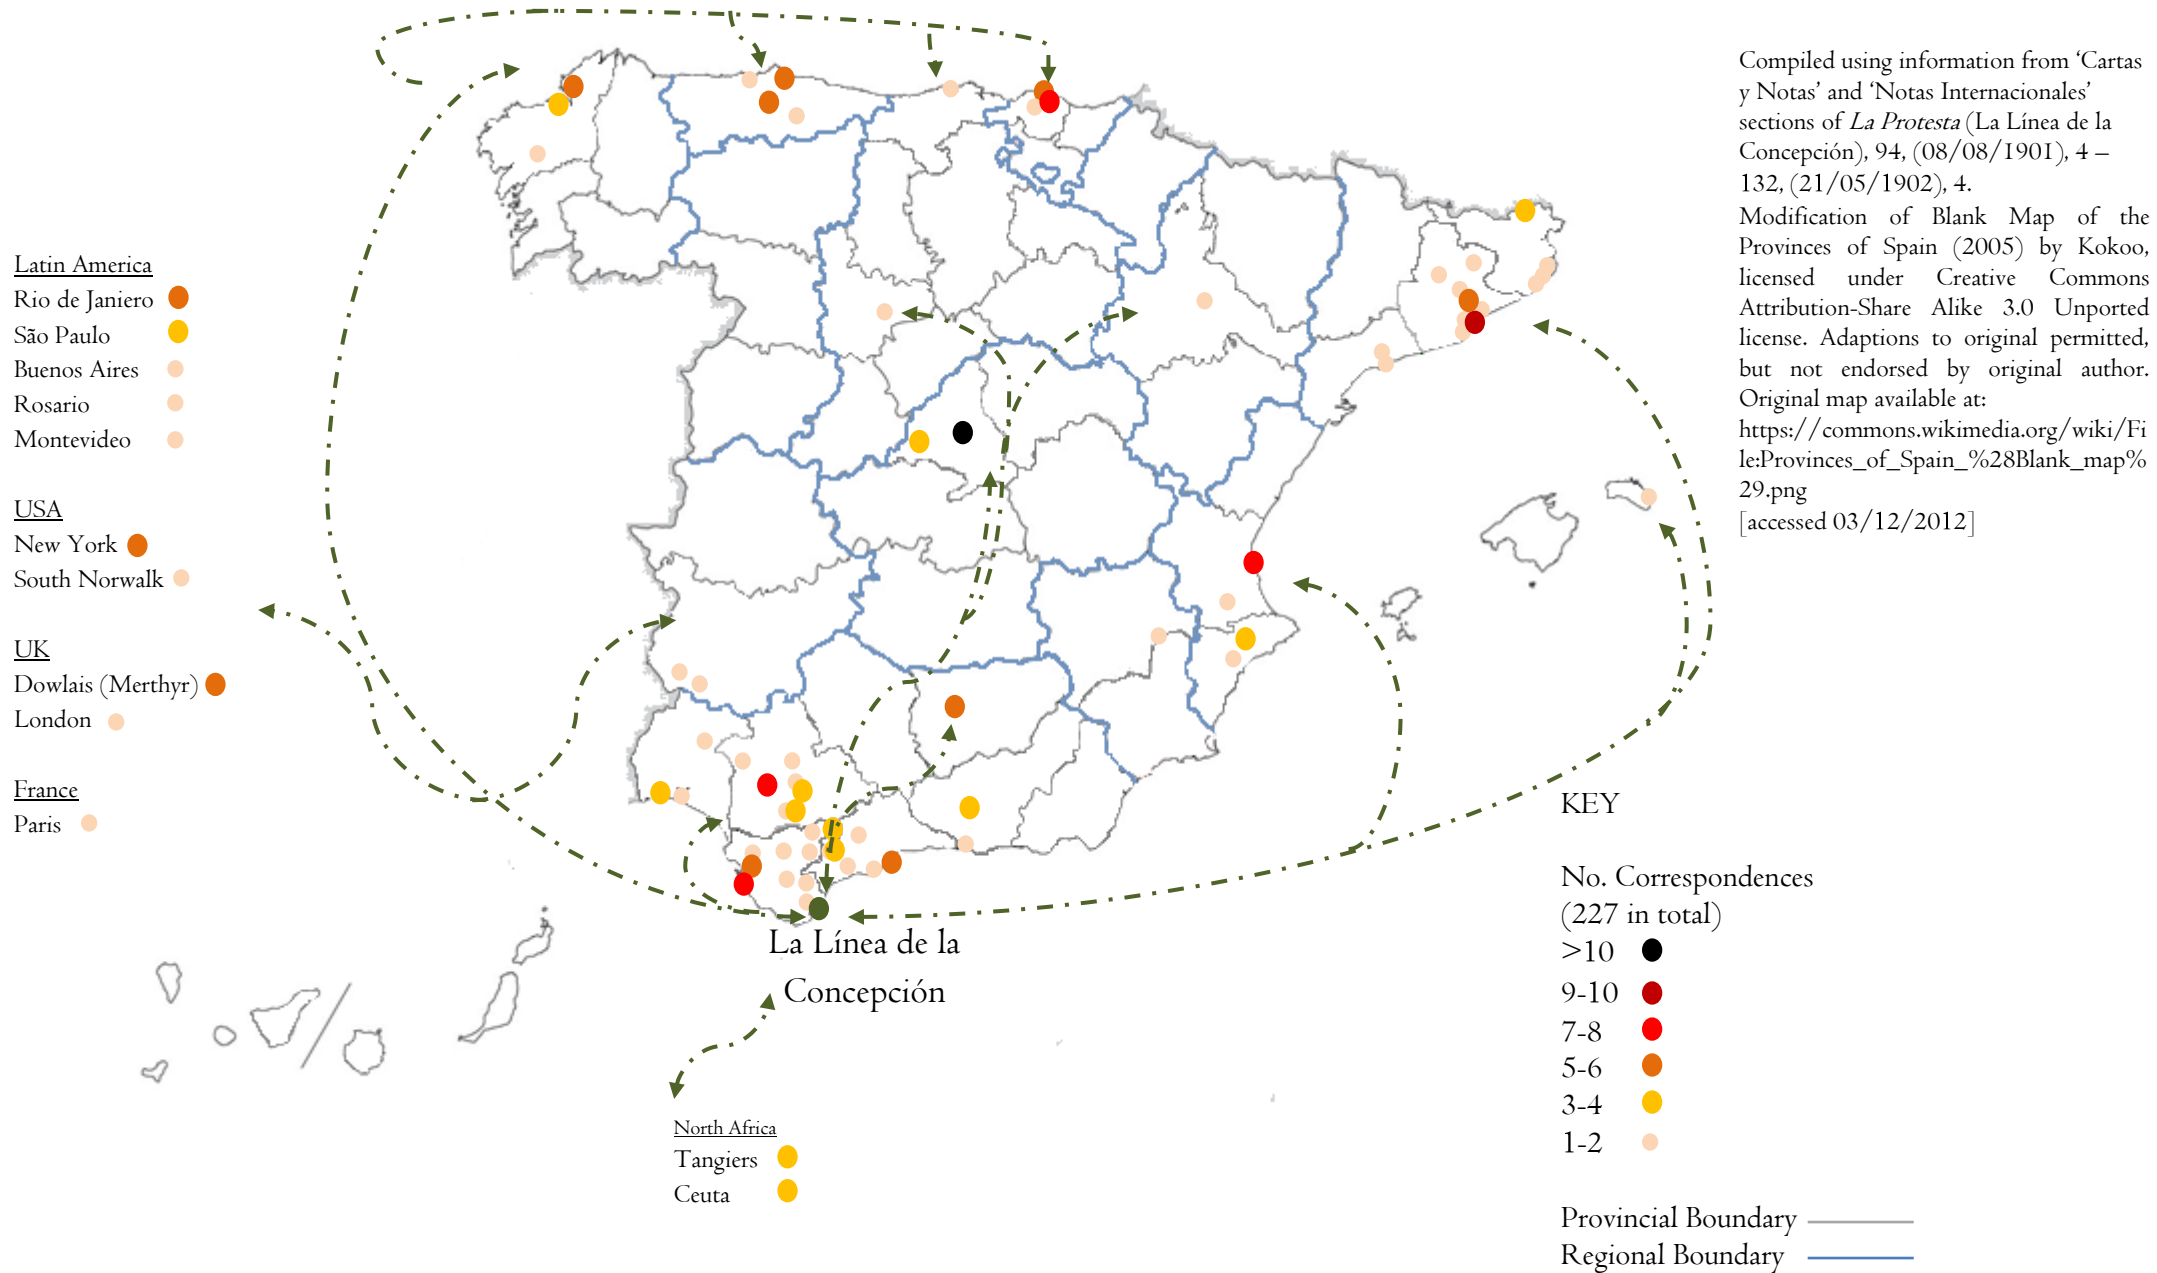 Compiled using information from ‘Cartas
y Notas’ and ‘Notas Internacionales’
sections of La Protesta (La Línea de la
Concepción), 94, (08/08/1901), 4 –
132, (21/05/1902), 4.
Modification of Blank Map of the
Provinces of Spain (2005) by Kokoo,
licensed under Creative Commons
Attribution-Share Alike 3.0 Unported
license. Adaptions to original permitted,
but not endorsed by original author.
Original map available at:
https://commons.wikimedia.org/wiki/Fi
le:Provinces_of_Spain_%28Blank_map%
29.png
[accessed 03/12/2012]
Latin America
Rio de Janiero
São Paulo
Buenos Aires
Rosario
Montevideo
USA
New York
South Norwalk
UK
Dowlais (Merthyr)
London
France
Paris
La Línea de la
Concepción
North Africa
Tangiers
Ceuta
KEY
No. Correspondences
(227 in total)
>10
9-10
7-8
5-6
3-4
1-2
Provincial Boundary
Regional Boundary